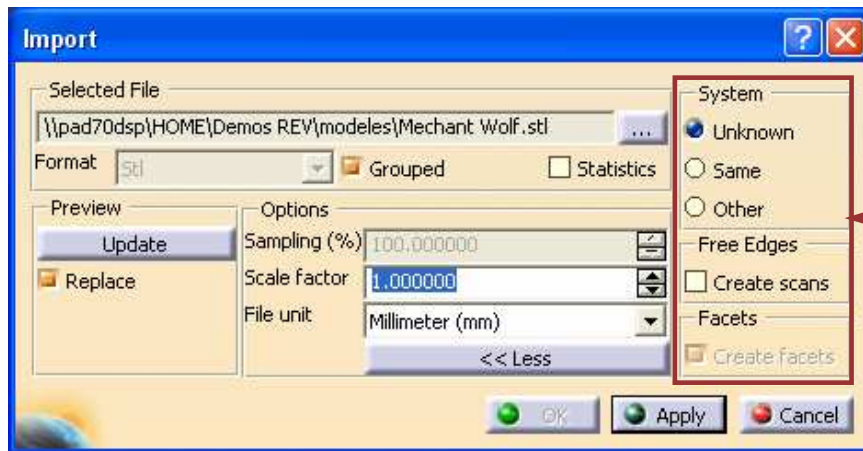 Import
Selected File
\\pad70dsp\HOME\Demos REV\modeles\Mechant Wolf.stl
...
Format
Stl
Grouped
Statistics
Preview
Update
Replace
Options
Sampling (%)
100.000000
Scale factor
1.000000
File unit
Millimeter (mm)
<< Less
System
Unknown
Same
Other
Free Edges
Create scans
Facets
Create facets
OK
Apply
Cancel